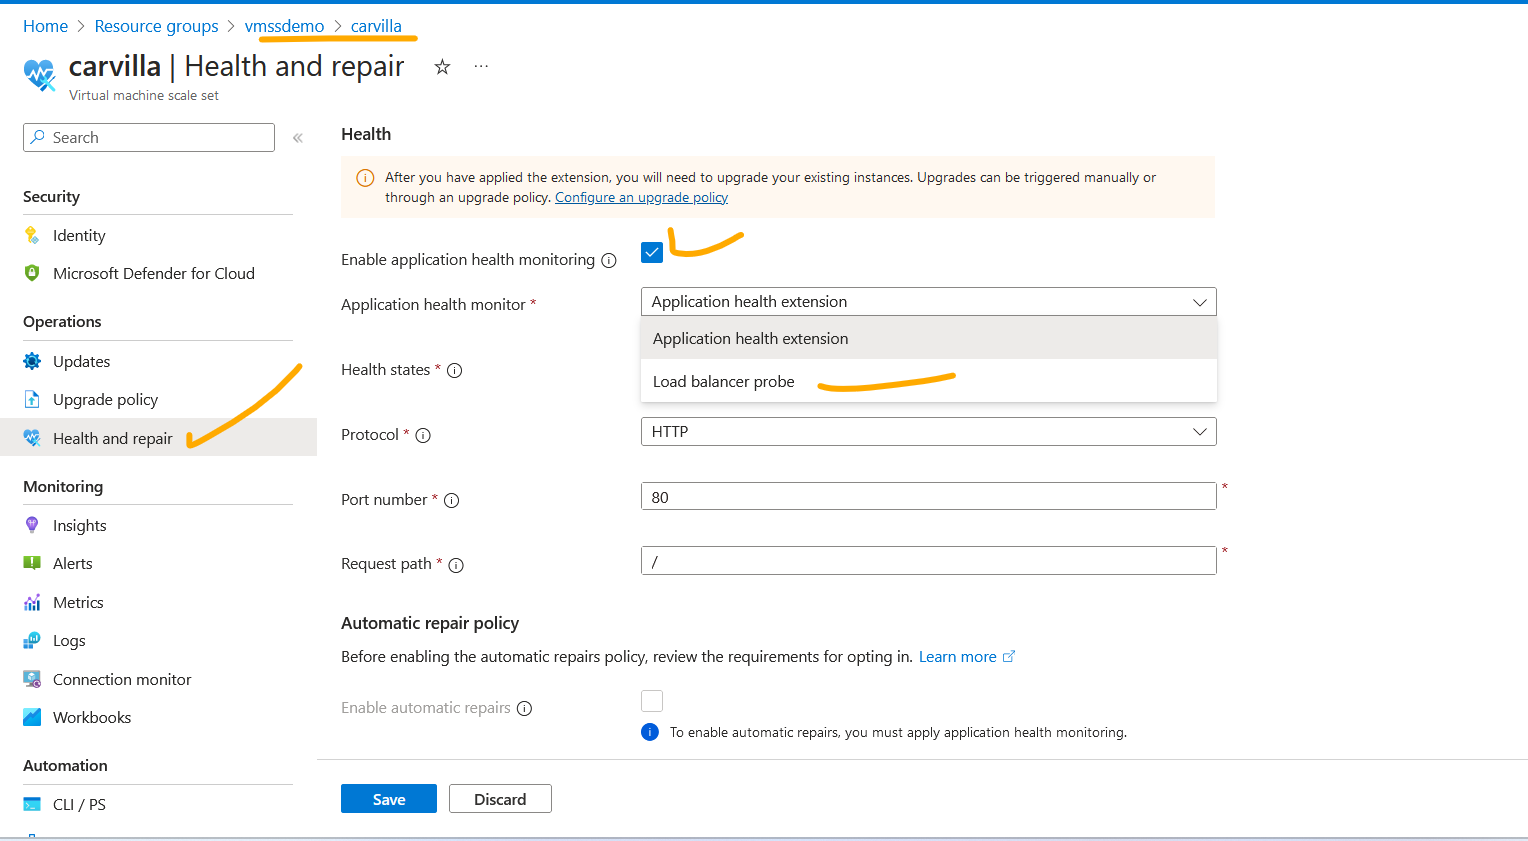 Home > Resource groups > vmssdemo > carvilla
carvilla | Health and repair ...
Virtual machine scale set
Search
«
Security
Identity
Microsoft Defender for Cloud
Operations
Updates
Upgrade policy
Health and repair
Monitoring
Insights
Alerts
Metrics
Logs
Connection monitor
Workbooks
Automation
CLI / PS
Health
After you have applied the extension, you will need to upgrade your existing instances. Upgrades can be triggered manually or
through an upgrade policy. Configure an upgrade policy
Enable application health monitoring
Application health monitor * Application health extension
Application health extension
Health states *
Load balancer probe
Protocol * HTTP
Port number * 80 *
Request path * / *
Automatic repair policy
Before enabling the automatic repairs policy, review the requirements for opting in. Learn more
Enable automatic repairs
To enable automatic repairs, you must apply application health monitoring.
Save Discard